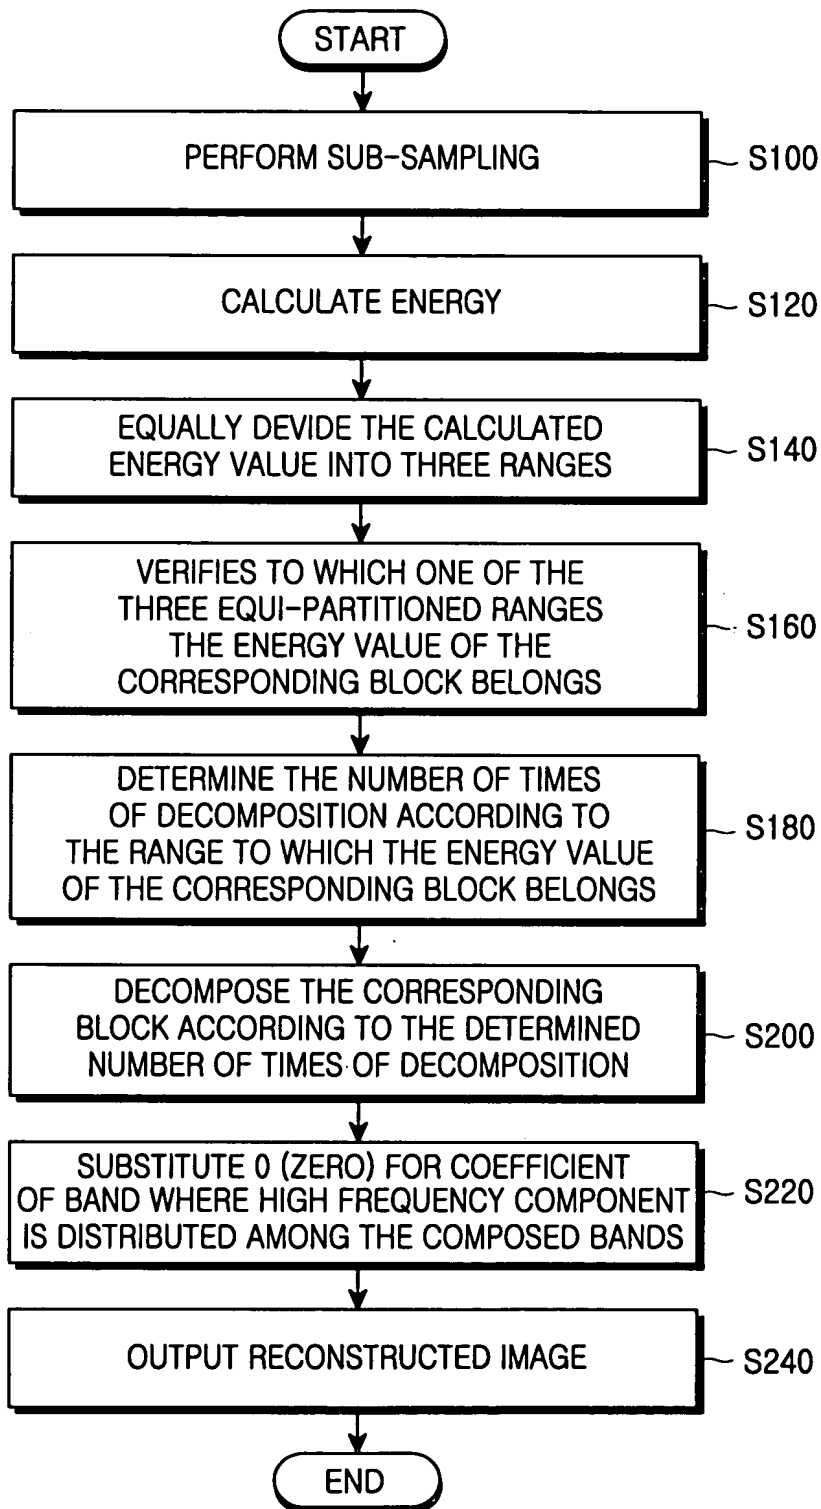 START
PERFORM SUB-SAMPLING
S100
CALCULATE ENERGY
S120
EQUALLY DEVIDE THE CALCULATED
ENERGY VALUE INTO THREE RANGES
S140
VERIFIES TO WHICH ONE OF THE
THREE EQUI-PARTITIONED RANGES
THE ENERGY VALUE OF THE
CORRESPONDING BLOCK BELONGS
S160
DETERMINE THE NUMBER OF TIMES
OF DECOMPOSITION ACCORDING TO
THE RANGE TO WHICH THE ENERGY VALUE
OF THE CORRESPONDING BLOCK BELONGS
S180
DECOMPOSE THE CORRESPONDING
BLOCK ACCORDING TO THE DETERMINED
NUMBER OF TIMES OF DECOMPOSITION
S200
SUBSTITUTE 0 (ZERO) FOR COEFFICIENT
OF BAND WHERE HIGH FREQUENCY COMPONENT
IS DISTRIBUTED AMONG THE COMPOSED BANDS
S220
OUTPUT RECONSTRUCTED IMAGE
S240
END